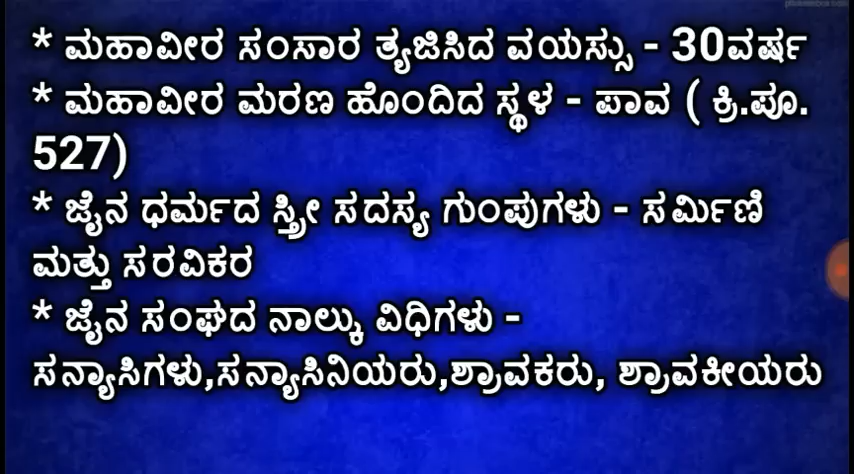 * ಮಹಾವೀರ ಸಂಸಾರ ತ್ಯಜಿಸಿದ ವಯಸ್ಸು - 30ವರ್ಷ
* ಮಹಾವೀರ ಮರಣ ಹೊಂದಿದ ಸ್ಥಳ - ಪಾವ ( ಕ್ರಿ.ಪೂ.
527)
* ಜೈನ ಧರ್ಮದ ಸ್ತ್ರೀ ಸದಸ್ಯ ಗುಂಪುಗಳು - ಸರ್ಮಿಣಿ
ಮತ್ತು ಸರವಿಕರ
* ಜೈನ ಸಂಘದ ನಾಲ್ಕು ವಿಧಿಗಳು -
ಸನ್ಯಾಸಿಗಳು,ಸನ್ಯಾಸಿನಿಯರು,ಶ್ರಾವಕರು, ಶ್ರಾವಕೀಯರು